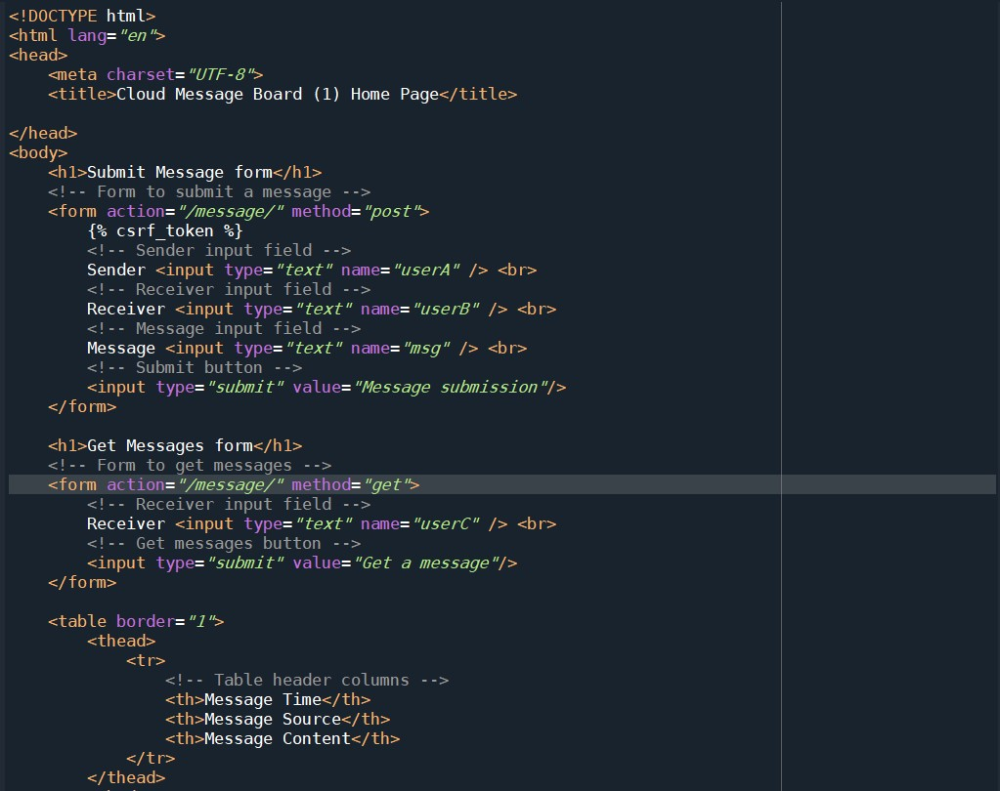 <!DOCTYPE html>
<html lang="en">
<head>
    <meta charset="UTF-8">
    <title>Cloud Message Board (1) Home Page</title>

</head>
<body>
    <h1>Submit Message form</h1>
    <!-- Form to submit a message -->
    <form action="/message/" method="post">
        {% csrf_token %}
        <!-- Sender input field -->
        Sender <input type="text" name="userA" /> <br>
        <!-- Receiver input field -->
        Receiver <input type="text" name="userB" /> <br>
        <!-- Message input field -->
        Message <input type="text" name="msg" /> <br>
        <!-- Submit button -->
        <input type="submit" value="Message submission"/>
    </form>

    <h1>Get Messages form</h1>
    <!-- Form to get messages -->
    <form action="/message/" method="get">
        <!-- Receiver input field -->
        Receiver <input type="text" name="userC" /> <br>
        <!-- Get messages button -->
        <input type="submit" value="Get a message"/>
    </form>

    <table border="1">
        <thead>
            <tr>
                <!-- Table header columns -->
                <th>Message Time</th>
                <th>Message Source</th>
                <th>Message Content</th>
            </tr>
        </thead>